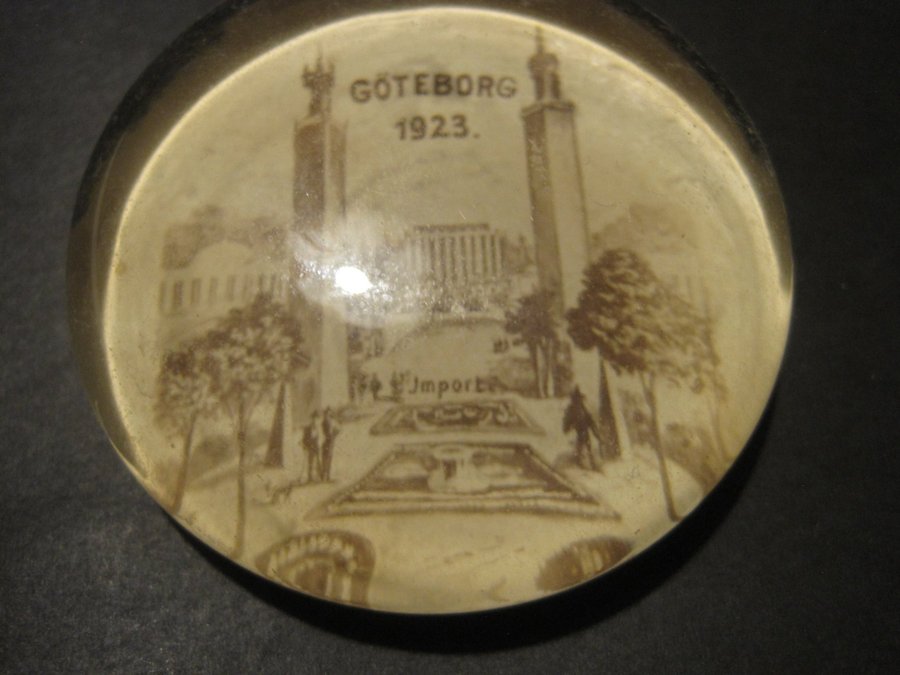 GÖTEBORG
1923.
Import.